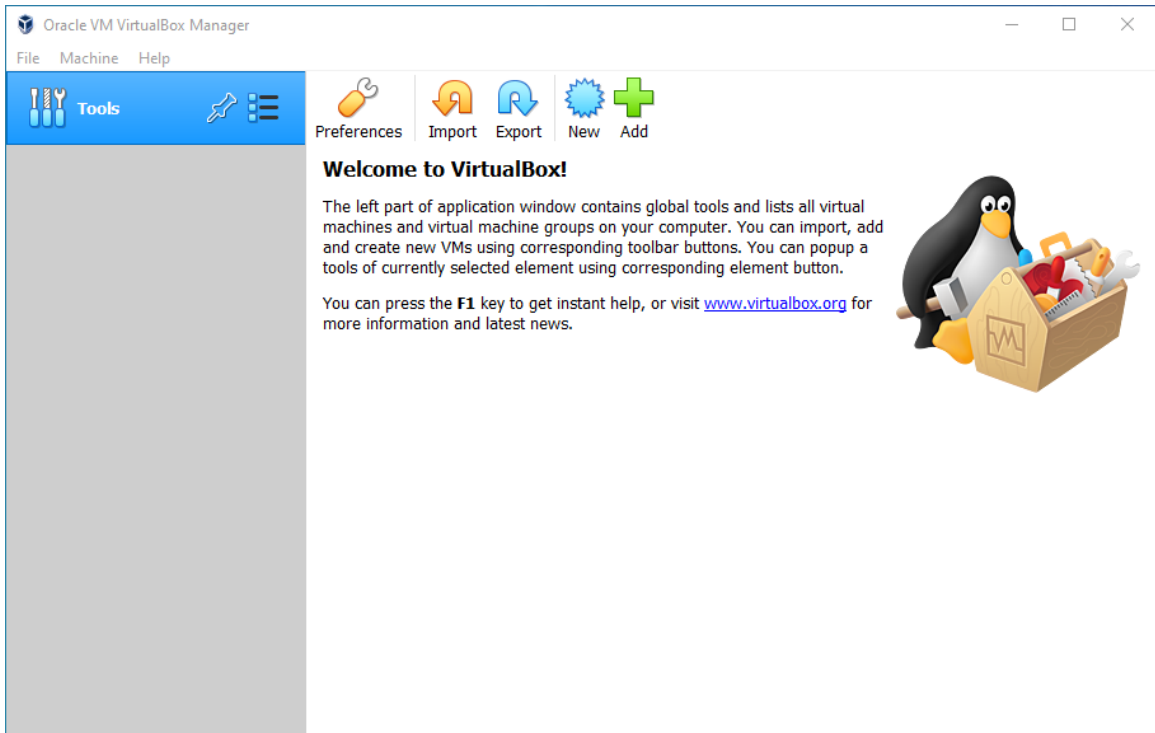 Oracle VM VirtualBox Manager
File Machine Help
Tools
Preferences Import Export New Add
Welcome to VirtualBox!
The left part of application window contains global tools and lists all virtual
machines and virtual machine groups on your computer. You can import, add
and create new VMs using corresponding toolbar buttons. You can popup a
tools of currently selected element using corresponding element button.
You can press the F1 key to get instant help, or visit www.virtualbox.org for
more information and latest news.